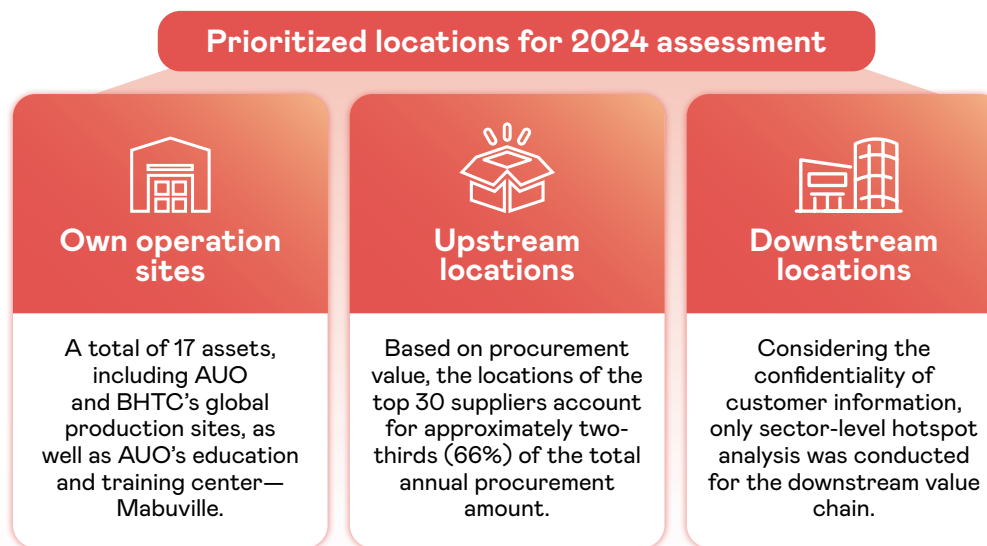 Prioritized locations for 2024 assessment
Own operation
sites
A total of 17 assets,
including AUO
and BHTC’s global
production sites, as
well as AUO’s education
and training center—
Mabuville.
Upstream
locations
Based on procurement
value, the locations of the
top 30 suppliers account
for approximately two-
thirds (66%) of the total
annual procurement
amount.
Downstream
locations
Considering the
confidentiality of
customer information,
only sector-level hotspot
analysis was conducted
for the downstream value
chain.